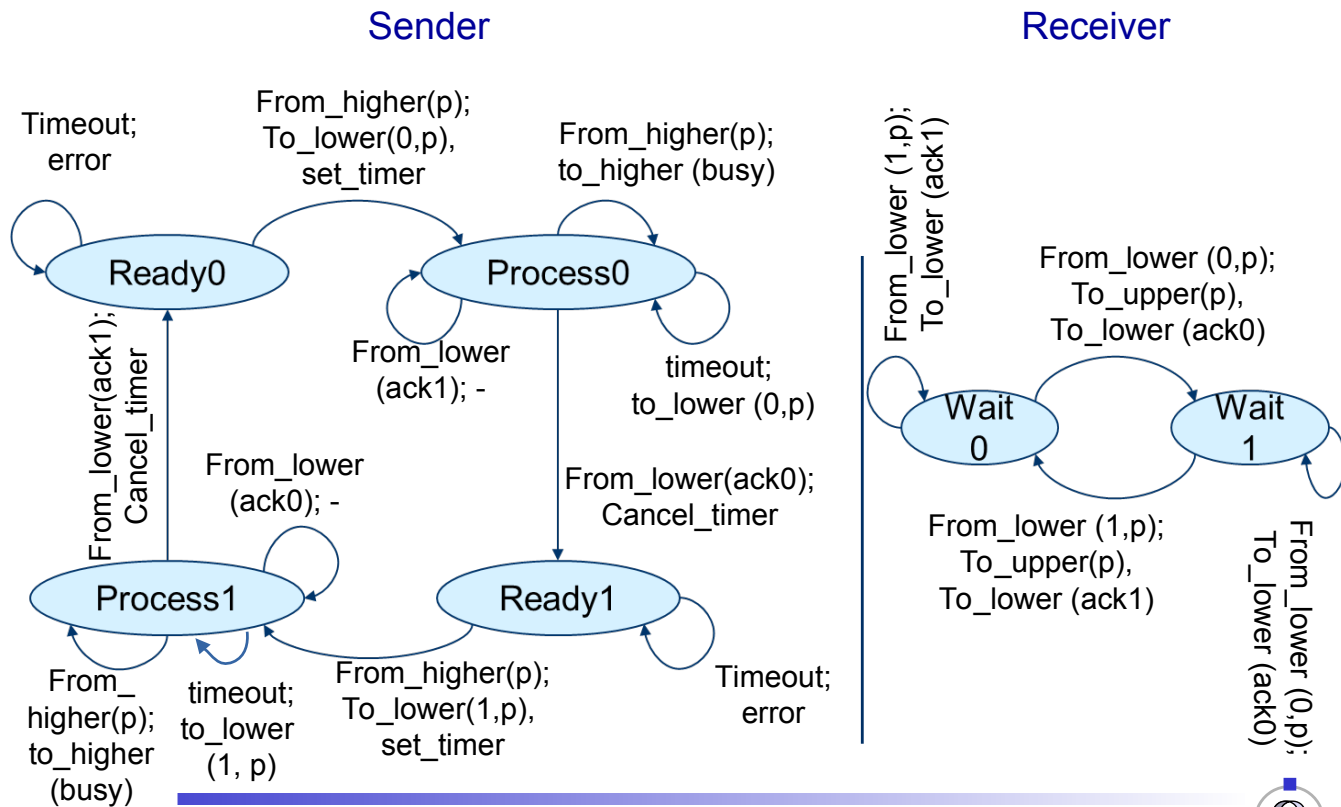 Sender
Receiver
Timeout;
error
From_higher(p);
To_lower(0,p),
set_timer
From_higher(p);
to_higher (busy)
Ready0
Process0
From_lower
(ack1); -
timeout;
to_lower (0,p)
From_lower(ack1);
Cancel_timer
From_lower
(ack0); -
From_lower(ack0);
Cancel_timer
Process1
Ready1
From_
higher(p);
to_higher
(busy)
timeout;
to_lower
(1, p)
From_higher(p);
To_lower(1,p),
set_timer
Timeout;
error
From_lower (1,p);
To_lower (ack1)
From_lower (0,p);
To_upper(p),
To_lower (ack0)
Wait
0
Wait
1
From_lower (1,p);
To_upper(p),
To_lower (ack1)
From_lower (0,p);
To_lower (ack0)